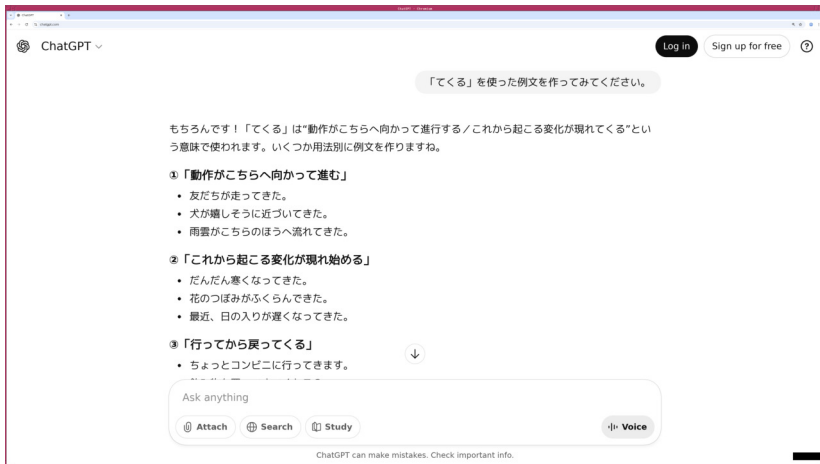 ChatGPT - Chromium
ChatGPT
chatgpt.com
ChatGPT
Log in
Sign up for free
「てくる」を使った例文を作ってみてください。
もちろんです！「てくる」は“動作がこちらへ向かって進行する／これから起こる変化が現れてくる”とい
う意味で使われます。いくつか用法別に例文を作りますね。
①「動作がこちらへ向かって進む」
• 友だちが走ってきた。
• 犬が嬉しそうに近づいてきた。
• 雨雲がこちらのほうへ流れてきた。
②「これから起こる変化が現れ始める」
• だんだん寒くなってきた。
• 花のつぼみがふくらんできた。
• 最近、日の入りが遅くなってきた。
③「行ってから戻ってくる」
• ちょっとコンビニに行ってきます。
Ask anything
Attach
Search
Study
Voice
ChatGPT can make mistakes. Check important info.